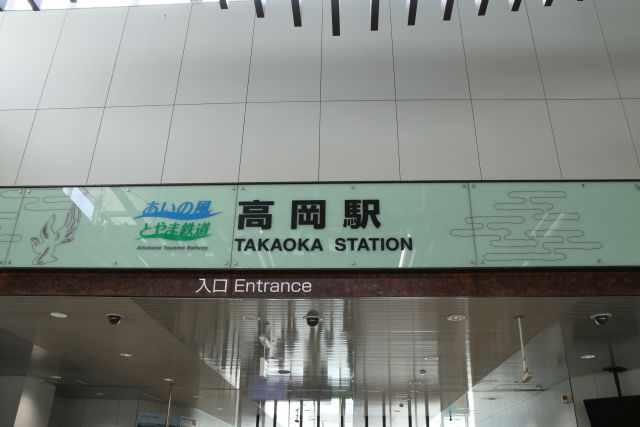 あいの風
とやま鉄道
Ainokaze Toyama Railway
高岡駅
TAKAOKA STATION
入口 Entrance